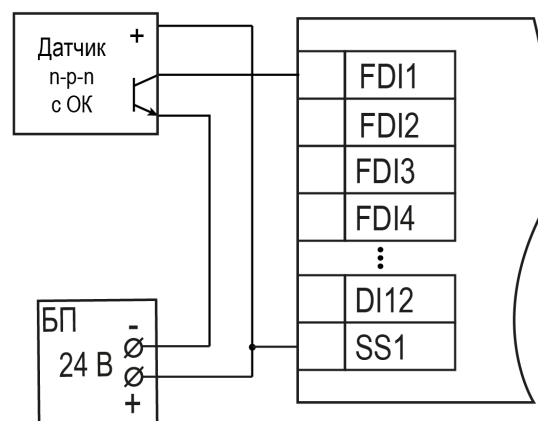 Датчик +
n-p-n
с ОК
FDI1
FDI2
FDI3
FDI4
DI12
SS1
БП
-
24 В
+